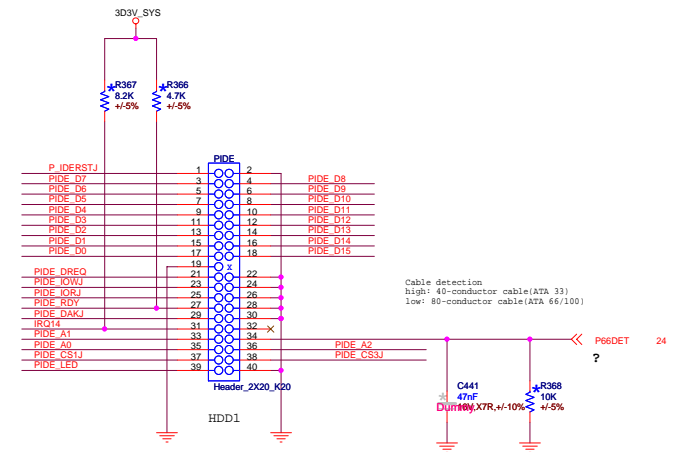 3D3V_SYS
R367
8.2K
+/-5%
R366
4.7K
+/-5%
PIDE
P_IDERSTJ 1 2
PIDE_D7 3 4 PIDE_D8
PIDE_D6 5 6 PIDE_D9
PIDE_D5 7 8 PIDE_D10
PIDE_D4 9 10 PIDE_D11
PIDE_D3 11 12 PIDE_D12
PIDE_D2 13 14 PIDE_D13
PIDE_D1 15 16 PIDE_D14
PIDE_D0 17 18 PIDE_D15
19 x
PIDE_DREQ 21 22
PIDE_IOWJ 23 24
PIDE_IORJ 25 26
PIDE_RDY 27 28
PIDE_DAKJ 29 30
IRQ14 31 32
PIDE_A1 33 34
PIDE_A0 35 36 PIDE_A2
PIDE_CS1J 37 38 PIDE_CS3J
PIDE_LED 39 40
Header_2X20_K20
HDD1
Cable detection
high: 40-conductor cable(ATA 33)
low: 80-conductor cable(ATA 66/100)
P66DET 24
?
C441
47nF
Dummy
16V,X7R,+/-10%
R368
10K
+/-5%